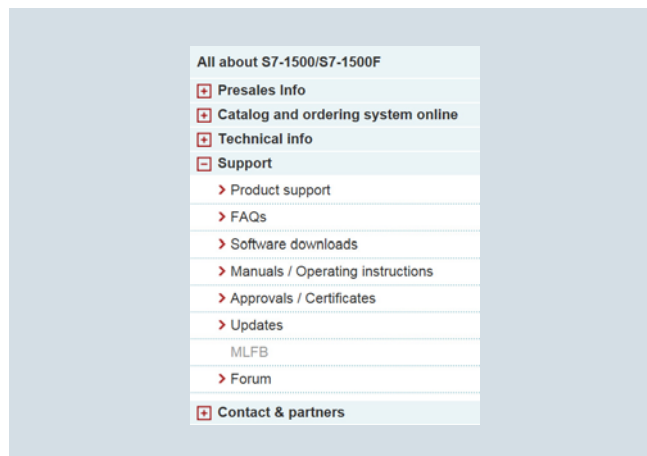 All about S7-1500/S7-1500F
Presales Info
Catalog and ordering system online
Technical info
Support
Product support
FAQs
Software downloads
Manuals / Operating instructions
Approvals / Certificates
Updates
MLFB
Forum
Contact & partners